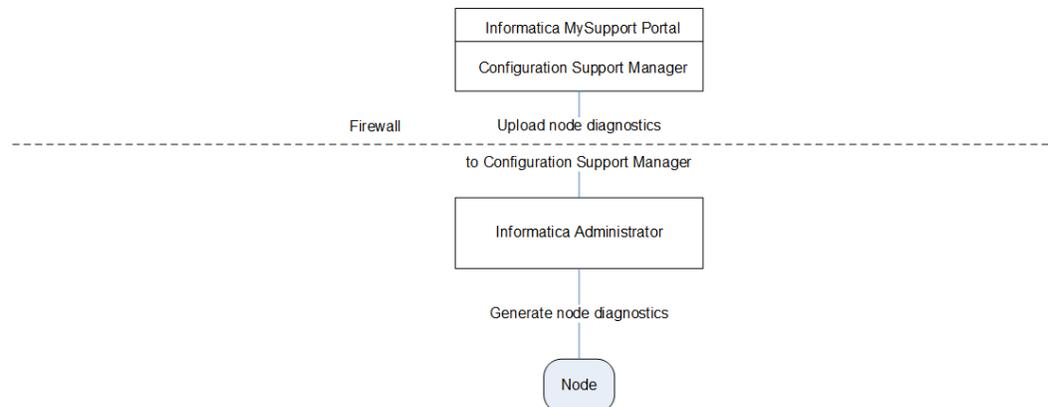 Informatica MySupport Portal
Configuration Support Manager
Firewall
Upload node diagnostics
to Configuration Support Manager
Informatica Administrator
Generate node diagnostics
Node